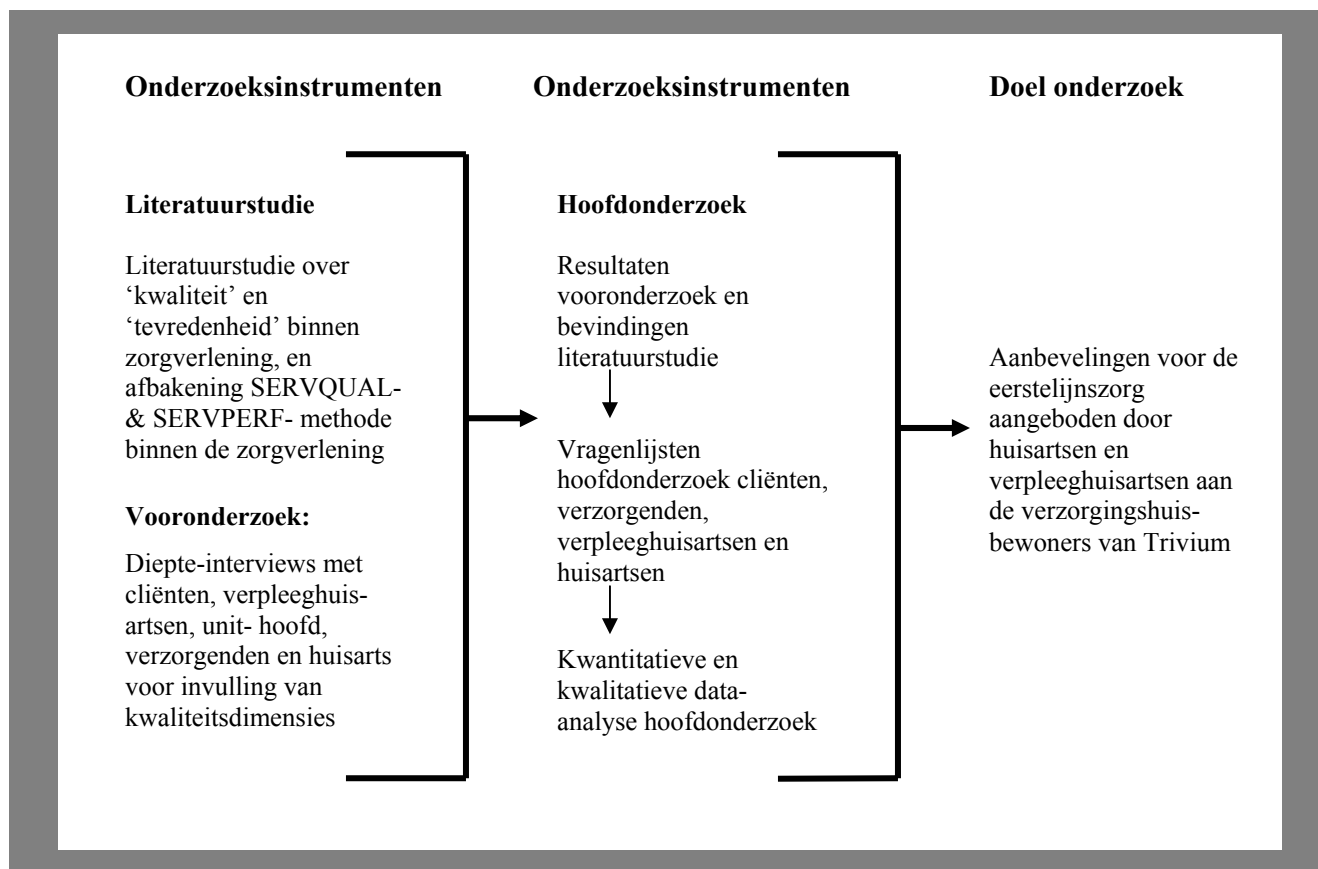 Onderzoeksinstrumenten
Literatuurstudie
Literatuurstudie over
‘kwaliteit’ en
‘tevredenheid’ binnen
zorgverlening, en
afbakening SERVQUAL-
& SERVPERF- methode
binnen de zorgverlening
Vooronderzoek:
Diepte-interviews met
cliënten, verpleeghuis-
artsen, unit- hoofd,
verzorgenden en huisarts
voor invulling van
kwaliteitsdimensies
Onderzoeksinstrumenten
Hoofdonderzoek
Resultaten
vooronderzoek en
bevindingen
literatuurstudie
Vragenlijsten
hoofdonderzoek cliënten,
verzorgenden,
verpleeghuisartsen en
huisartsen
Kwantitatieve en
kwalitatieve data-
analyse hoofdonderzoek
Doel onderzoek
Aanbevelingen voor de
eerstelijnszorg
aangeboden door
huisartsen en
verpleeghuisartsen aan
de verzorgingshuis-
bewoners van Trivium